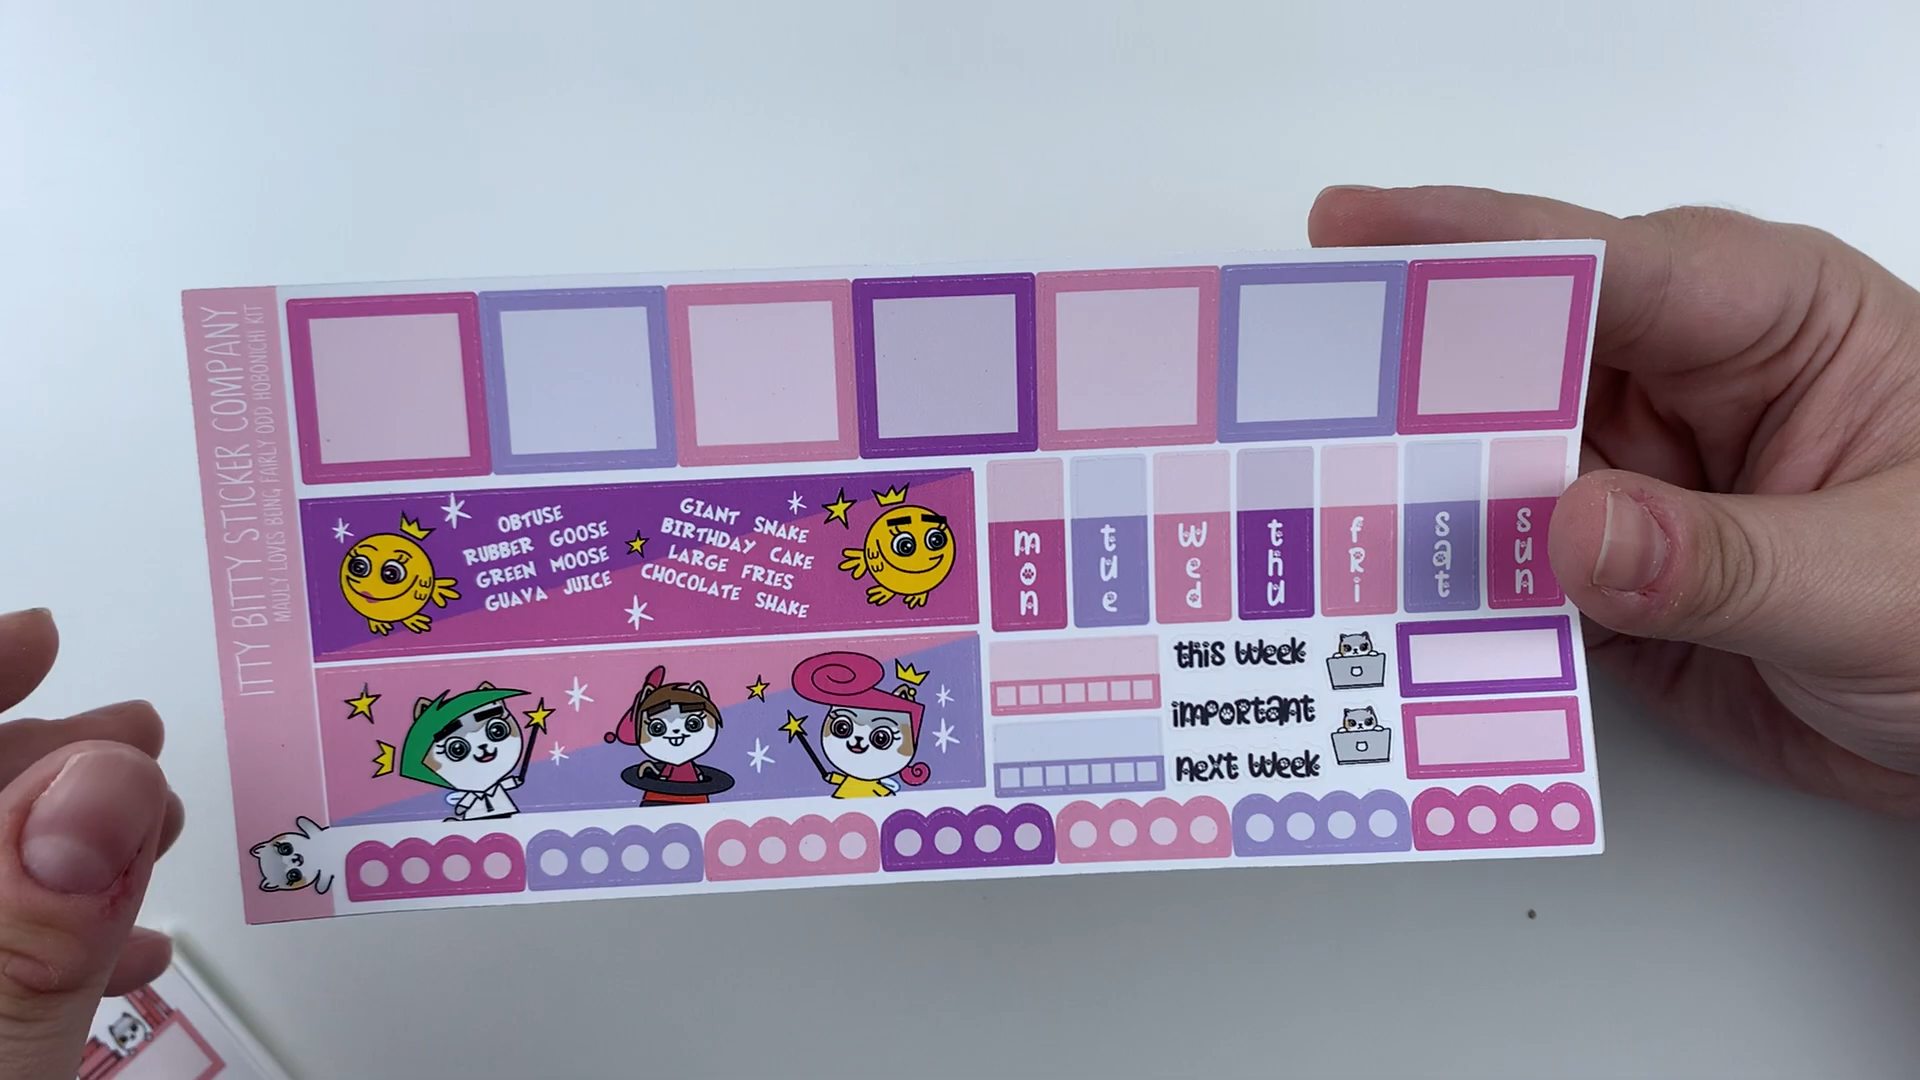 ITTY BITTY STICKER COMPANY
MAULY LOVES BEING FAIRLY ODD HOBONICHI KIT
OBTUSE
RUBBER GOOSE
GREEN MOOSE
GUAVA JUICE
GIANT SNAKE
BIRTHDAY CAKE
LARGE FRIES
CHOCOLATE SHAKE
mon
tue
wed
thu
fri
sat
sun
this week
important
next week